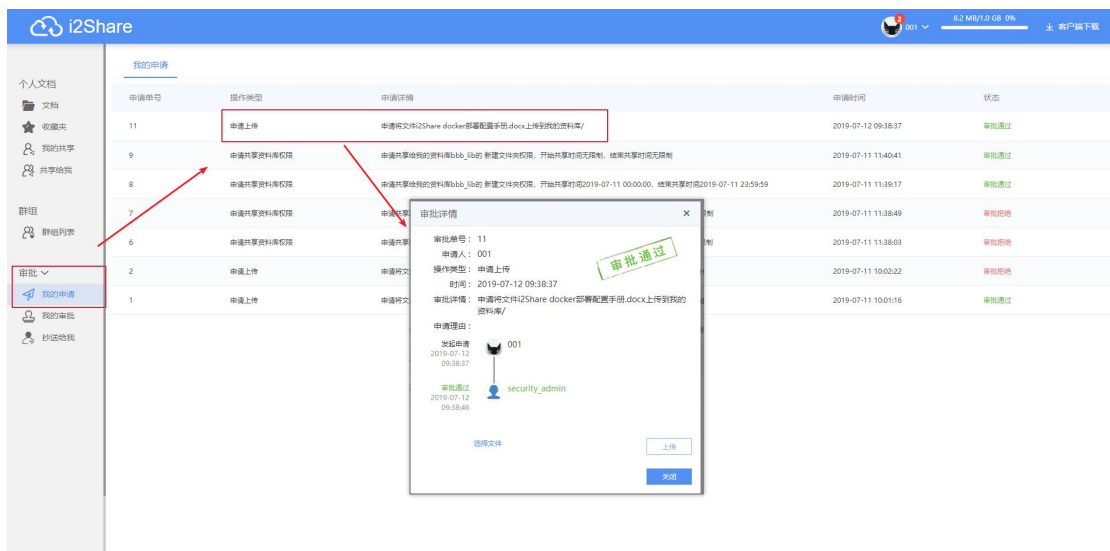 i2Share
2
001
8.2 MB/1.0 GB 0%
客户端下载
个人文档
文档
收藏夹
我的共享
共享给我
群组
群组列表
审批
我的申请
我的审批
抄送给我
我的申请
申请单号 操作类型 申请详情 申请时间 状态
11 申请上传 申请将文件i2Share docker部署配置手册.docx上传到我的资料库/ 2019-07-12 09:38:37 审批通过
9 申请共享资料库权限 申请共享给我的资料库bbb_lib的 新建文件夹权限，开始共享时间无限制，结束共享时间无限制 2019-07-11 11:40:41 审批通过
8 申请共享资料库权限 申请共享给我的资料库bbb_lib的 新建文件夹权限，开始共享时间2019-07-11 00:00:00，结束共享时间2019-07-11 23:59:59 2019-07-11 11:39:17 审批通过
7 申请共享资料库权限 申请共享 制 2019-07-11 11:38:49 审批拒绝
6 申请共享资料库权限 申请共享 制 2019-07-11 11:38:03 审批拒绝
2 申请上传 申请将文 2019-07-11 10:02:22 审批拒绝
1 申请上传 申请将文 2019-07-11 10:01:16 审批通过
审批详情 ×
审批单号： 11
申请人： 001
操作类型： 申请上传
时间： 2019-07-12 09:38:37
审批详情： 申请将文件i2Share docker部署配置手册.docx上传到我的
资料库/
申请理由：
审批通过
发起申请 001
2019-07-12
09:38:37
审批通过 security_admin
2019-07-12
09:38:46
选择文件
上传
关闭